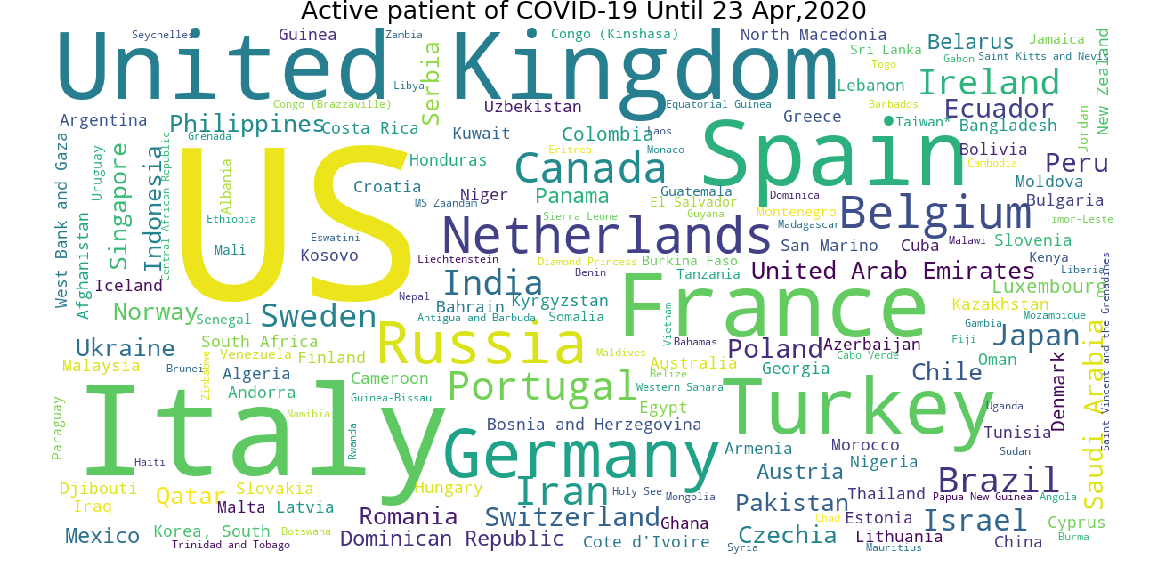 Active patient of COVID-19 Until 23 Apr,2020
Seychelles
Guinea
Zambia
Congo (Kinshasa)
North Macedonia
Jamaica
United Kingdom
Serbia
Sri Lanka
Belarus
Gabon
Saint Kitts and Nevis
New Zealand
Togo
Libya
Lebanon
Ireland
Congo (Brazzaville)
Uzbekistan
Equatorial Guinea
Barbados
Ecuador
Argentina
Philippines
Costa Rica
Greece
Taiwan*
Bangladesh
Jordan
Grenada
Kuwait
Colombia
Laos
Spain
West Bank and Gaza
Uruguay
Singapore
Indonesia
Central African Republic
Albania
US
Eritrea
Monaco
Bolivia
Honduras
Canada
Cambodia
Peru
Croatia
Niger
Panama
Guatemala
Dominica
Moldova
MS Zaandam
El Salvador
Bulgaria
Afghanistan
Ethiopia
Sierra Leone
Guyana
Montenegro
Belgium
Timor-Leste
Madagascar
Eswatini
Netherlands
Mali
Kosovo
San Marino
Cuba
Malawi
Slovenia
Liechtenstein
Diamond Princess
Burkina Faso
Kenya
Benin
Tanzania
United Arab Emirates
Liberia
Iceland
India
Luxembourg
Saint Vincent and the Grenadines
Nepal
Bahrain
Kyrgyzstan
France
Kazakhstan
Norway
Senegal
Sweden
Antigua and Barbuda
Somalia
Vietnam
Mozambique
Gambia
South Africa
Russia
Bahamas
Fiji
Japan
Ukraine
Venezuela
Finland
Maldives
Poland
Azerbaijan
Cabo Verde
Oman
Saudi Arabia
Malaysia
Brunei
Zimbabwe
Algeria
Cameroon
Australia
Belize
Georgia
Chile
Denmark
Andorra
Guinea-Bissau
Portugal
Western Sahara
Turkey
Paraguay
Italy
Namibia
Rwanda
Egypt
Uganda
Bosnia and Herzegovina
Tunisia
Haiti
Germany
Armenia
Morocco
Sudan
Nigeria
Austria
Brazil
Djibouti
Qatar
Slovakia
Hungary
Iran
Holy See
Mongolia
Pakistan
Thailand
Papua New Guinea
Angola
Iraq
Malta
Latvia
Romania
Switzerland
Ghana
Chad
Estonia
Israel
Cyprus
Mexico
Korea, South
Botswana
Dominican Republic
Cote d'Ivoire
Czechia
Lithuania
Burma
Trinidad and Tobago
Syria
Mauritius
China